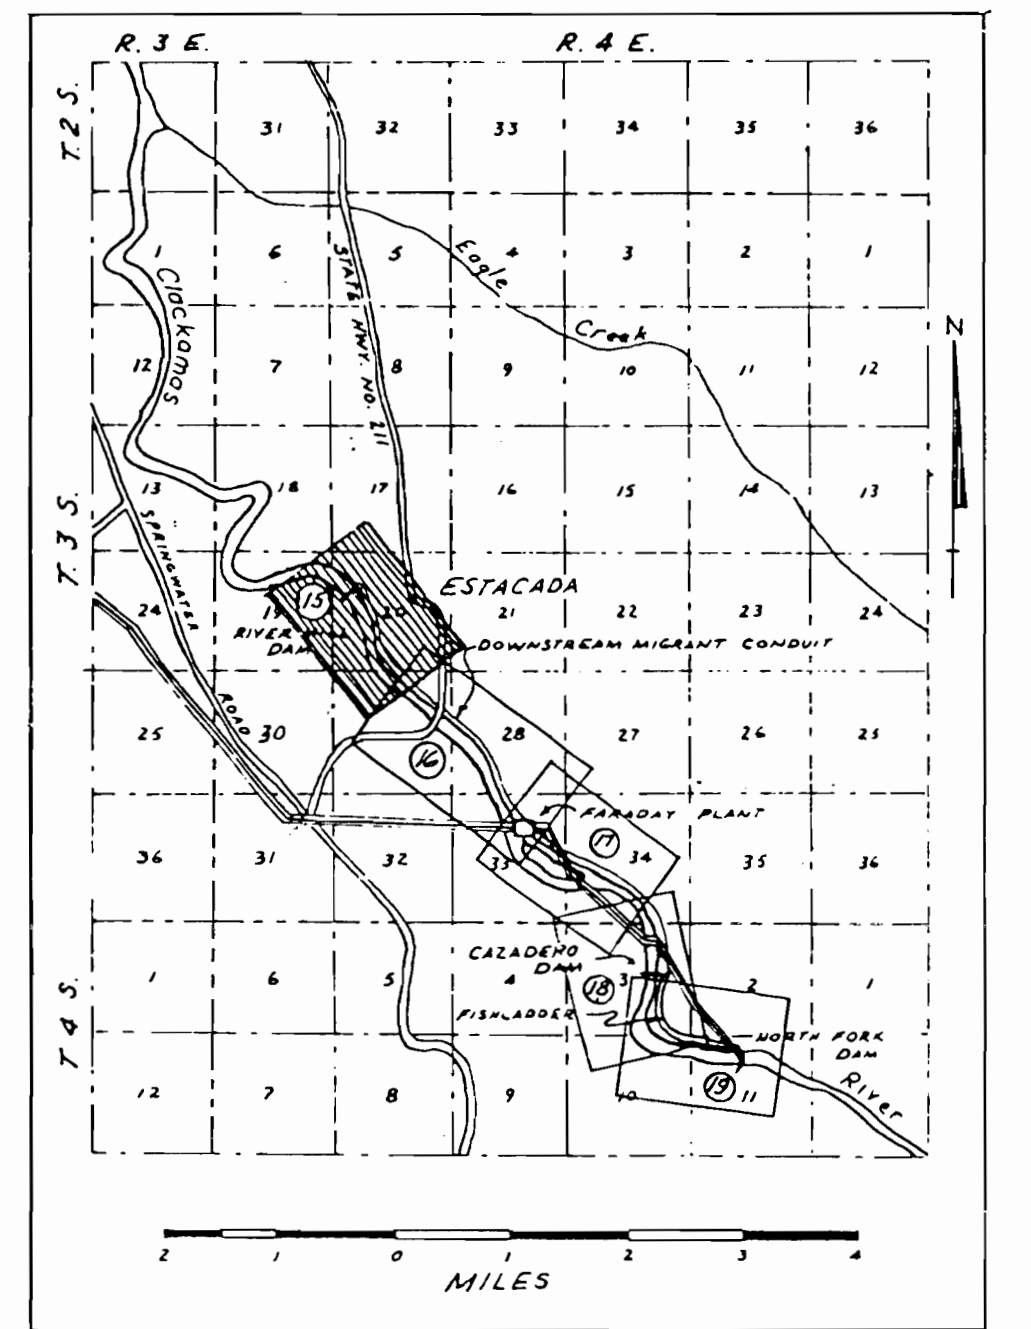 R. 3 E. R. 4 E.
T. 2 S.
31 32 33 34 35 36
1 6 5 4 3 2 1
Eagle
Creek
Clackamas
STATE HWY. NO. 211
N
12 7 8 9 10 11 12
13 18 17 16 15 14 13
T. 3 S.
SPRINGWATER
ROAD
ESTACADA
15
24 19 20 21 22 23 24
RIVER
DAM
DOWNSTREAM MIGRANT CONDUIT
25 30 28 27 26 25
16
FARADAY PLANT
17
36 31 32 33 34 35 36
CAZADERO
DAM
T 4 S.
1 6 5 4 3 2 1
18
FISHLADDER
NORTH FORK
DAM
River
19
12 7 8 9 10 11
2 1 0 1 2 3 4
MILES